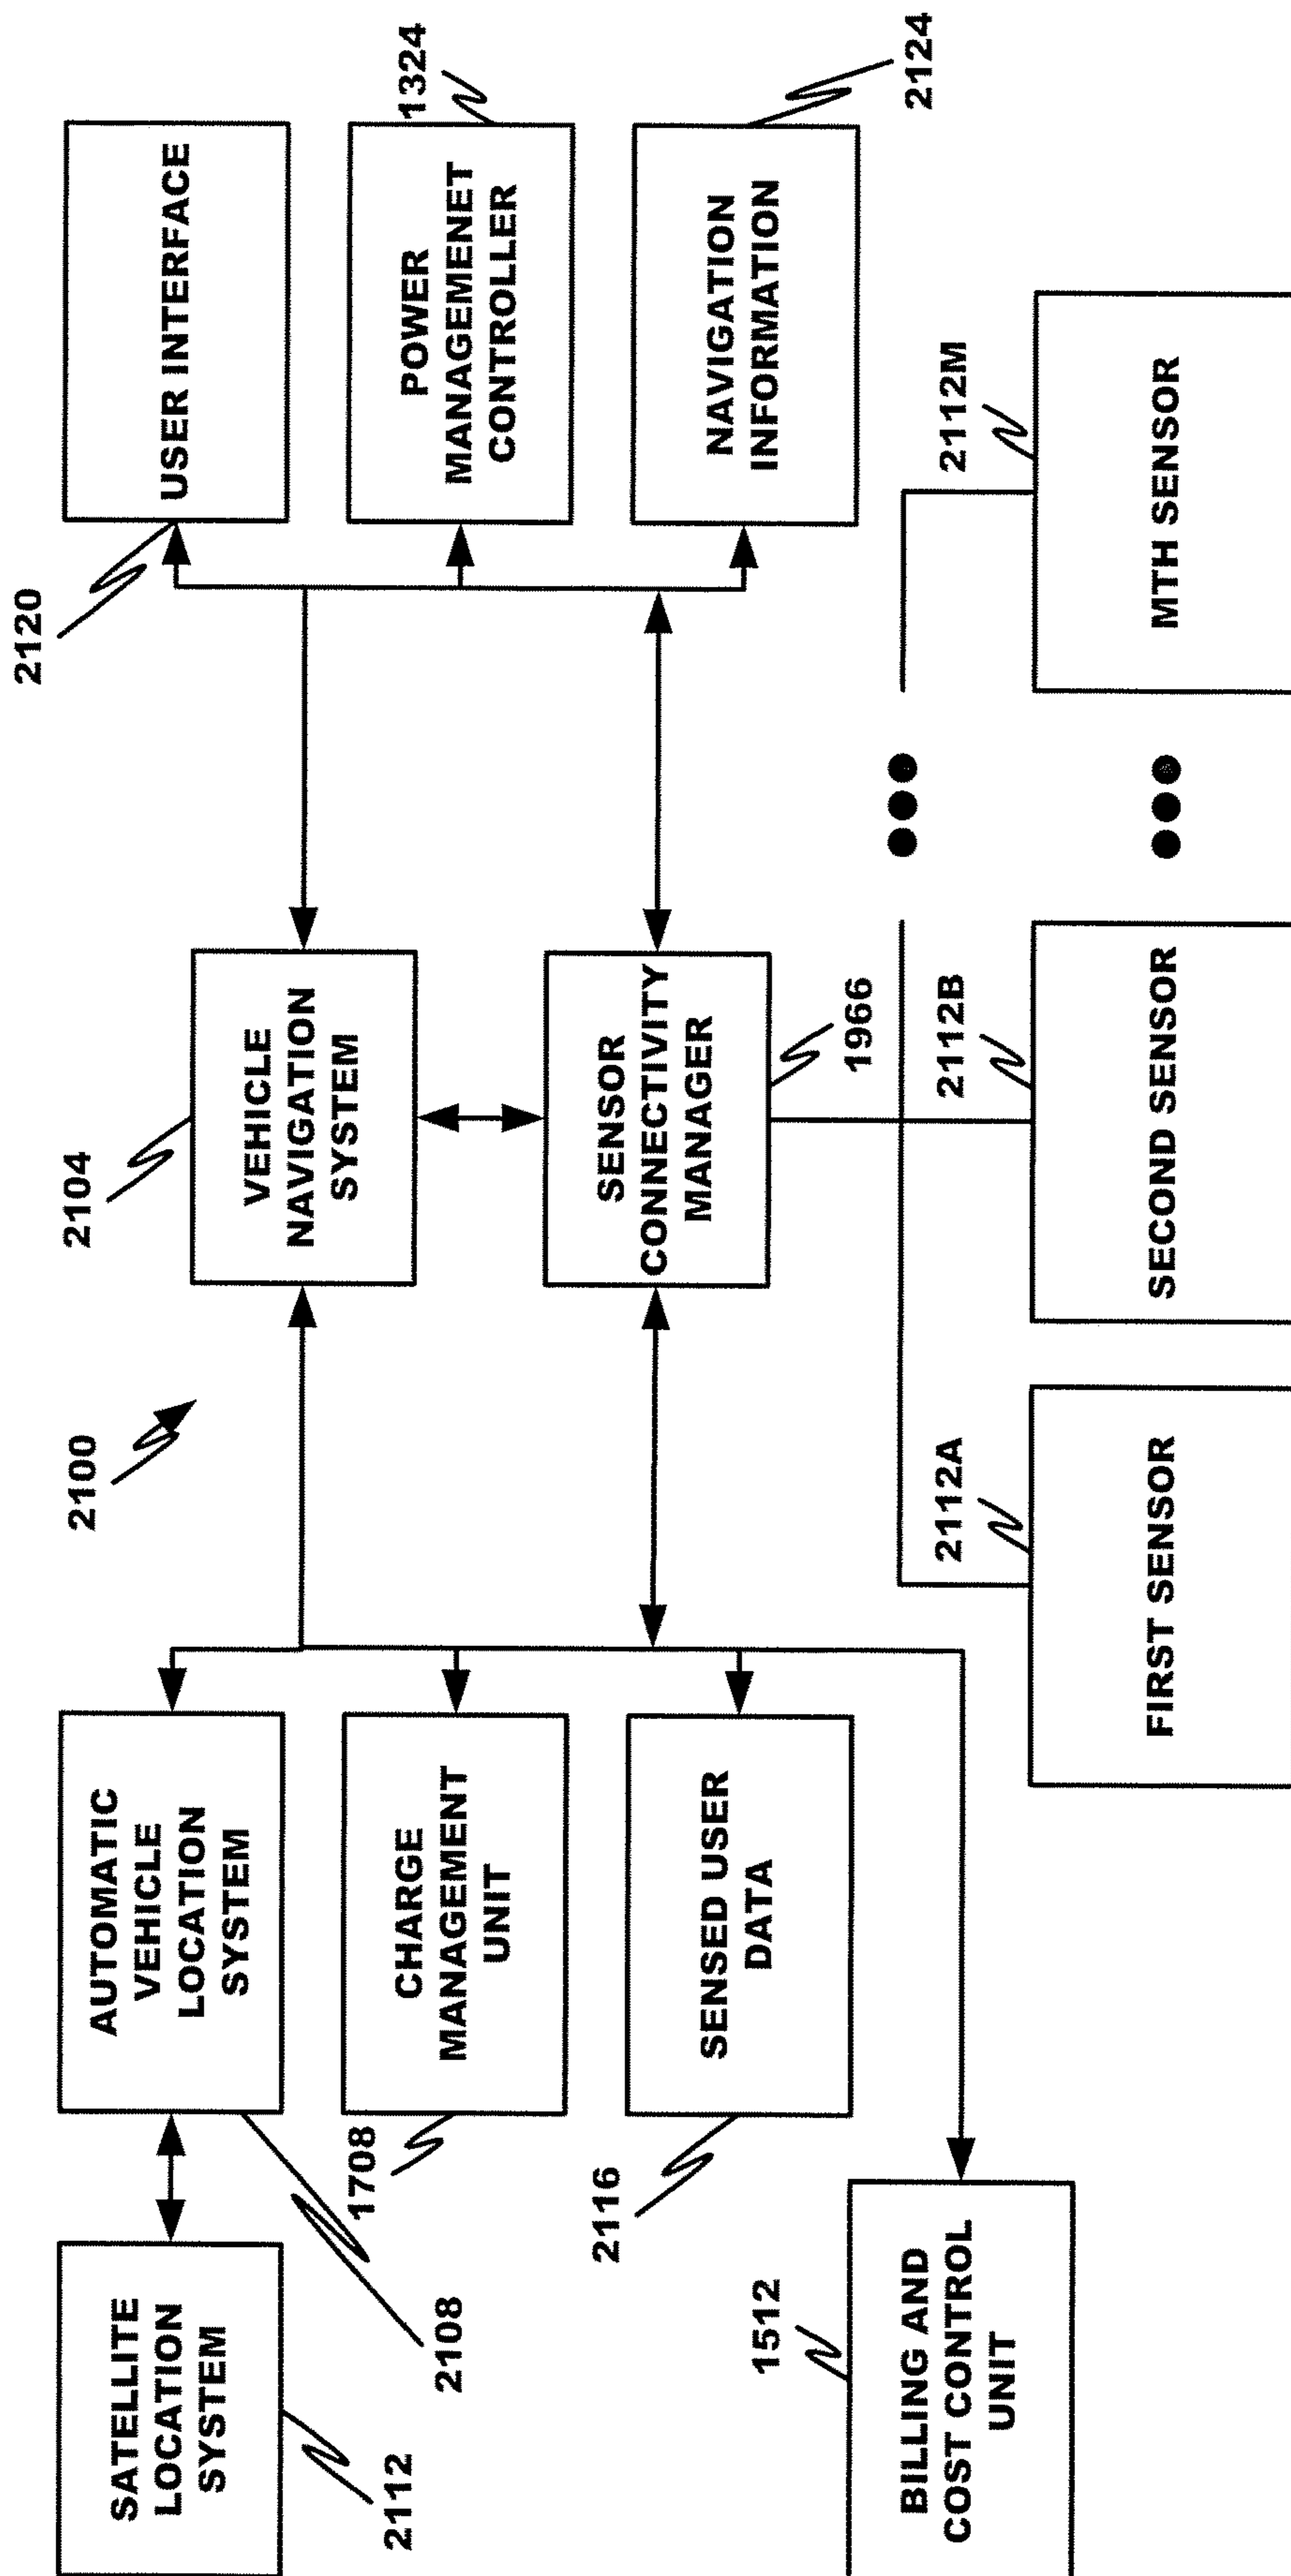 2100
SATELLITE
LOCATION
SYSTEM
2112
AUTOMATIC
VEHICLE
LOCATION
SYSTEM
2108
2104
VEHICLE
NAVIGATION
SYSTEM
2120
USER INTERFACE
1708
CHARGE
MANAGEMENT
UNIT
POWER
MANAGEMENET
CONTROLLER
1324
2116
SENSED USER
DATA
SENSOR
CONNECTIVITY
MANAGER
1966
NAVIGATION
INFORMATION
2124
1512
BILLING AND
COST CONTROL
UNIT
2112A
FIRST SENSOR
2112B
SECOND SENSOR
2112M
MTH SENSOR